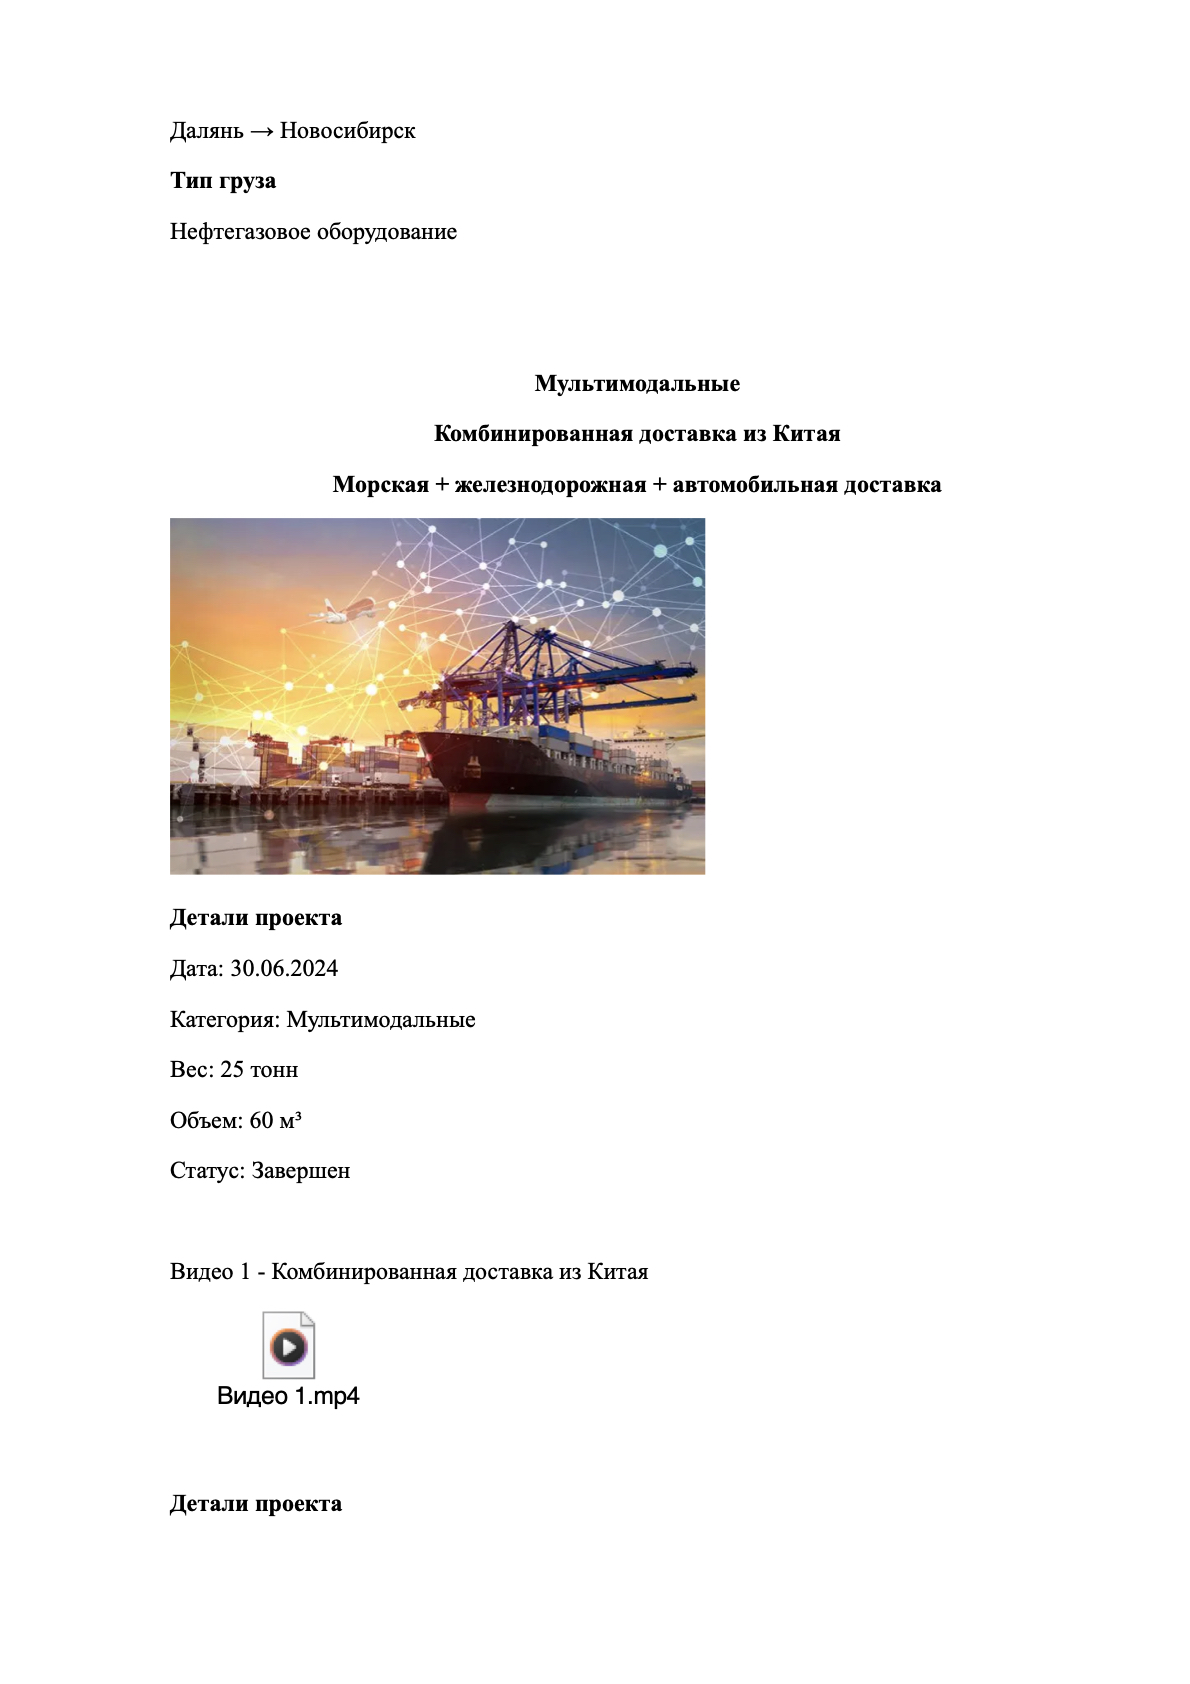 Далянь → Новосибирск
Тип груза
Нефтегазовое оборудование
Мультимодальные
Комбинированная доставка из Китая
Морская + железнодорожная + автомобильная доставка
Детали проекта
Дата: 30.06.2024
Категория: Мультимодальные
Вес: 25 тонн
Объем: 60 м³
Статус: Завершен
Видео 1 - Комбинированная доставка из Китая
Видео 1.mp4
Детали проекта